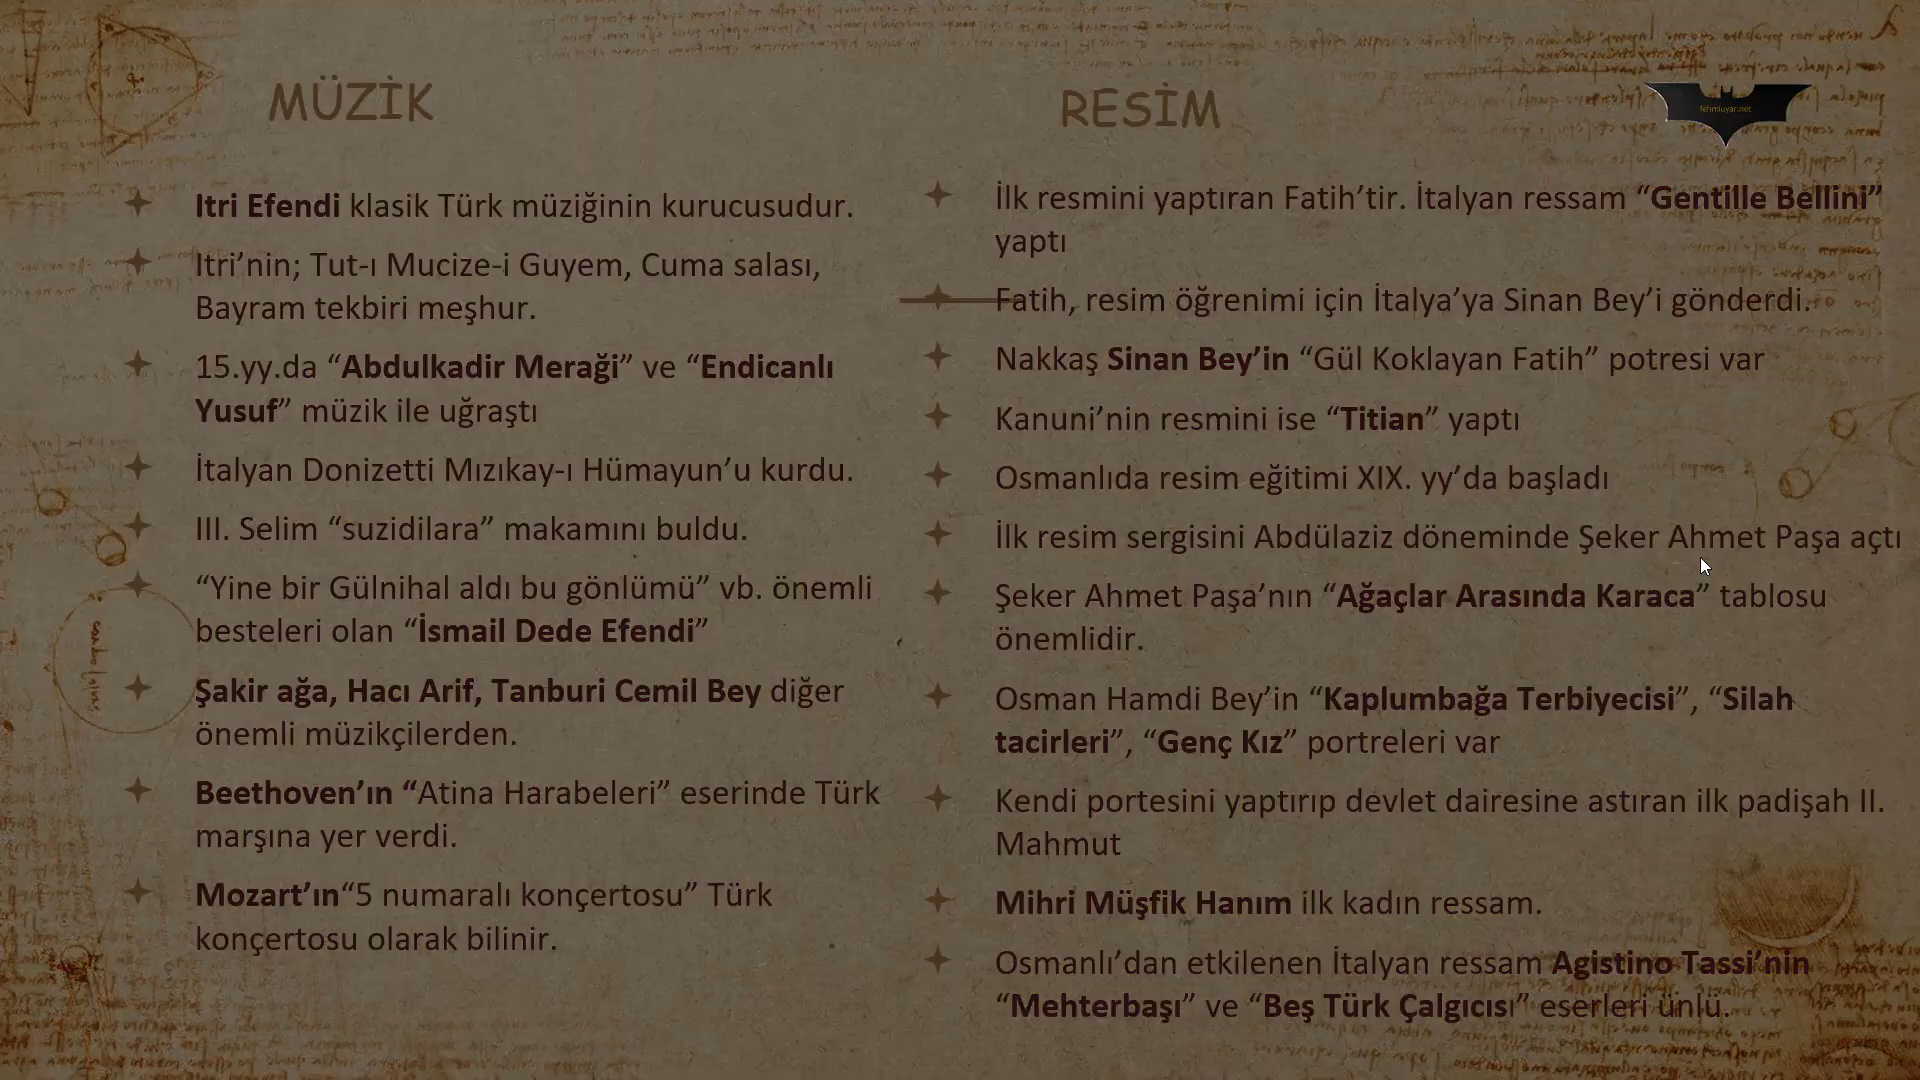 MÜZİK
Itri Efendi klasik Türk müziğinin kurucusudur.
Itri’nin; Tut-ı Mucize-i Guyem, Cuma salası,
Bayram tekbiri meşhur.
15.yy.da “Abdulkadir Merağiˮ ve “Endicanlı
Yusuf” müzik ile uğraştı
İtalyan Donizetti Mızıkay-ı Hümayun’u kurdu.
III. Selim “suzidilara” makamını buldu.
“Yine bir Gülnihal aldı bu gönlümü” vb. önemli
besteleri olan “İsmail Dede Efendi”
Şakir ağa, Hacı Arif, Tanburi Cemil Bey diğer
önemli müzikçilerden.
Beethoven’ın “Atina Harabeleri” eserinde Türk
marşına yer verdi.
Mozart’ın“5 numaralı konçertosu” Türk
konçertosu olarak bilinir.
RESİM
fehmiuyar.net
İlk resmini yaptıran Fatih’tir. İtalyan ressam “Gentille Bellini”
yaptı
Fatih, resim öğrenimi için İtalya’ya Sinan Bey’i gönderdi.
Nakkaş Sinan Bey’in “Gül Koklayan Fatih” potresi var
Kanuni’nin resmini ise “Titian” yaptı
Osmanlıda resim eğitimi XIX. yy’da başladı
İlk resim sergisini Abdülaziz döneminde Şeker Ahmet Paşa açtı
Şeker Ahmet Paşa’nın “Ağaçlar Arasında Karaca” tablosu
önemlidir.
Osman Hamdi Bey’in “Kaplumbağa Terbiyecisi”, “Silah
tacirleri”, “Genç Kız” portreleri var
Kendi portesini yaptırıp devlet dairesine astıran ilk padişah II.
Mahmut
Mihri Müşfik Hanım ilk kadın ressam.
Osmanlı’dan etkilenen İtalyan ressam Agistino Tassi’nin
“Mehterbaşı” ve “Beş Türk Çalgıcısı” eserleri ünlü.